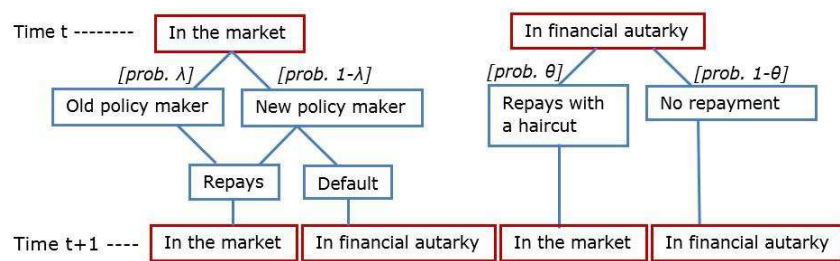 Time t --------
In the market
In financial autarky
[prob. λ]
[prob. 1-λ]
[prob. θ]
[prob. 1-θ]
Old policy maker
New policy maker
Repays with
a haircut
No repayment
Repays
Default
Time t+1 ----
In the market
In financial autarky
In the market
In financial autarky